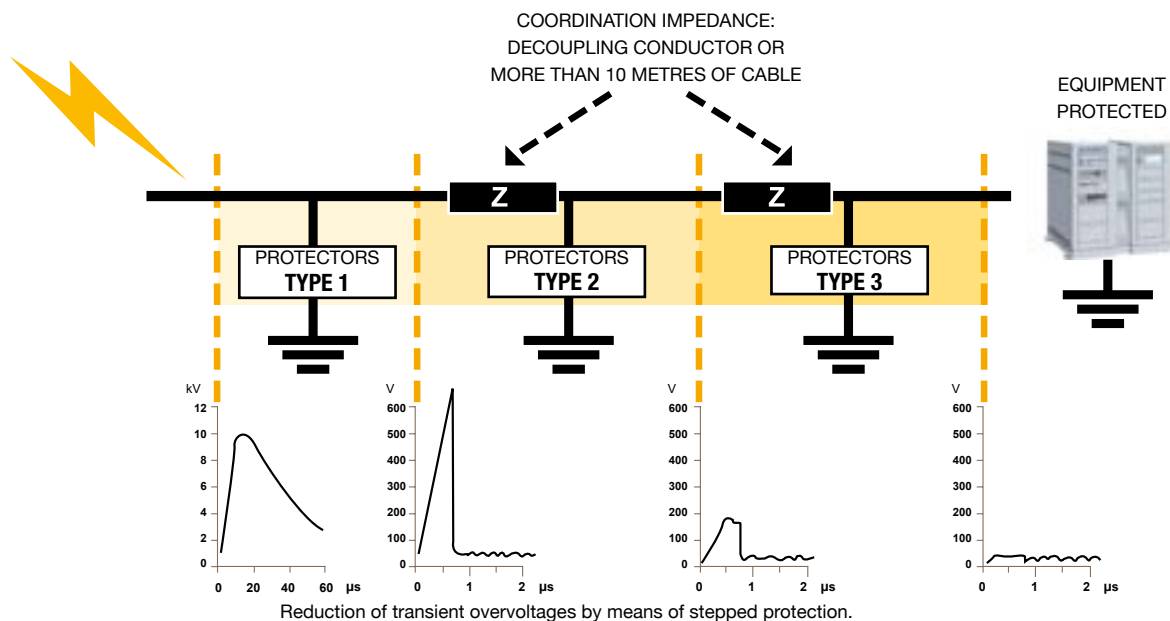 COORDINATION IMPEDANCE:
DECOUPLING CONDUCTOR OR
MORE THAN 10 METRES OF CABLE
EQUIPMENT
PROTECTED
Z
Z
PROTECTORS
TYPE 1
PROTECTORS
TYPE 2
PROTECTORS
TYPE 3
kV
12
10
8
6
4
2
0
0
20
40
60
µs
V
600
500
400
300
200
100
0
0
1
2
µs
V
600
500
400
300
200
100
0
0
1
2
µs
V
600
500
400
300
200
100
0
0
1
2
µs
Reduction of transient overvoltages by means of stepped protection.